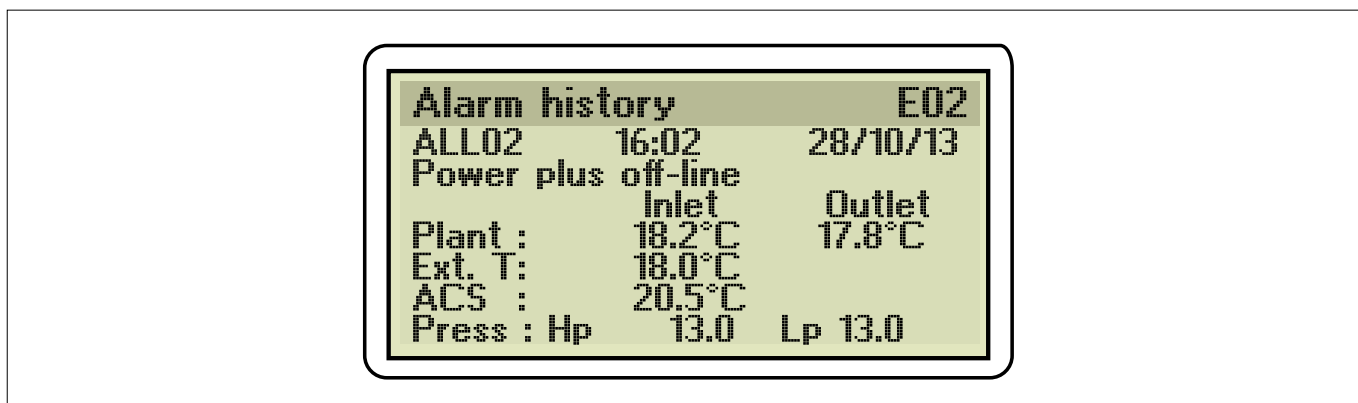 Alarm history E02
ALL02 16:02 28/10/13
Power plus off-line
Inlet Outlet
Plant : 18.2°C 17.8°C
Ext. T: 18.0°C
ACS : 20.5°C
Press : Hp 13.0 Lp 13.0